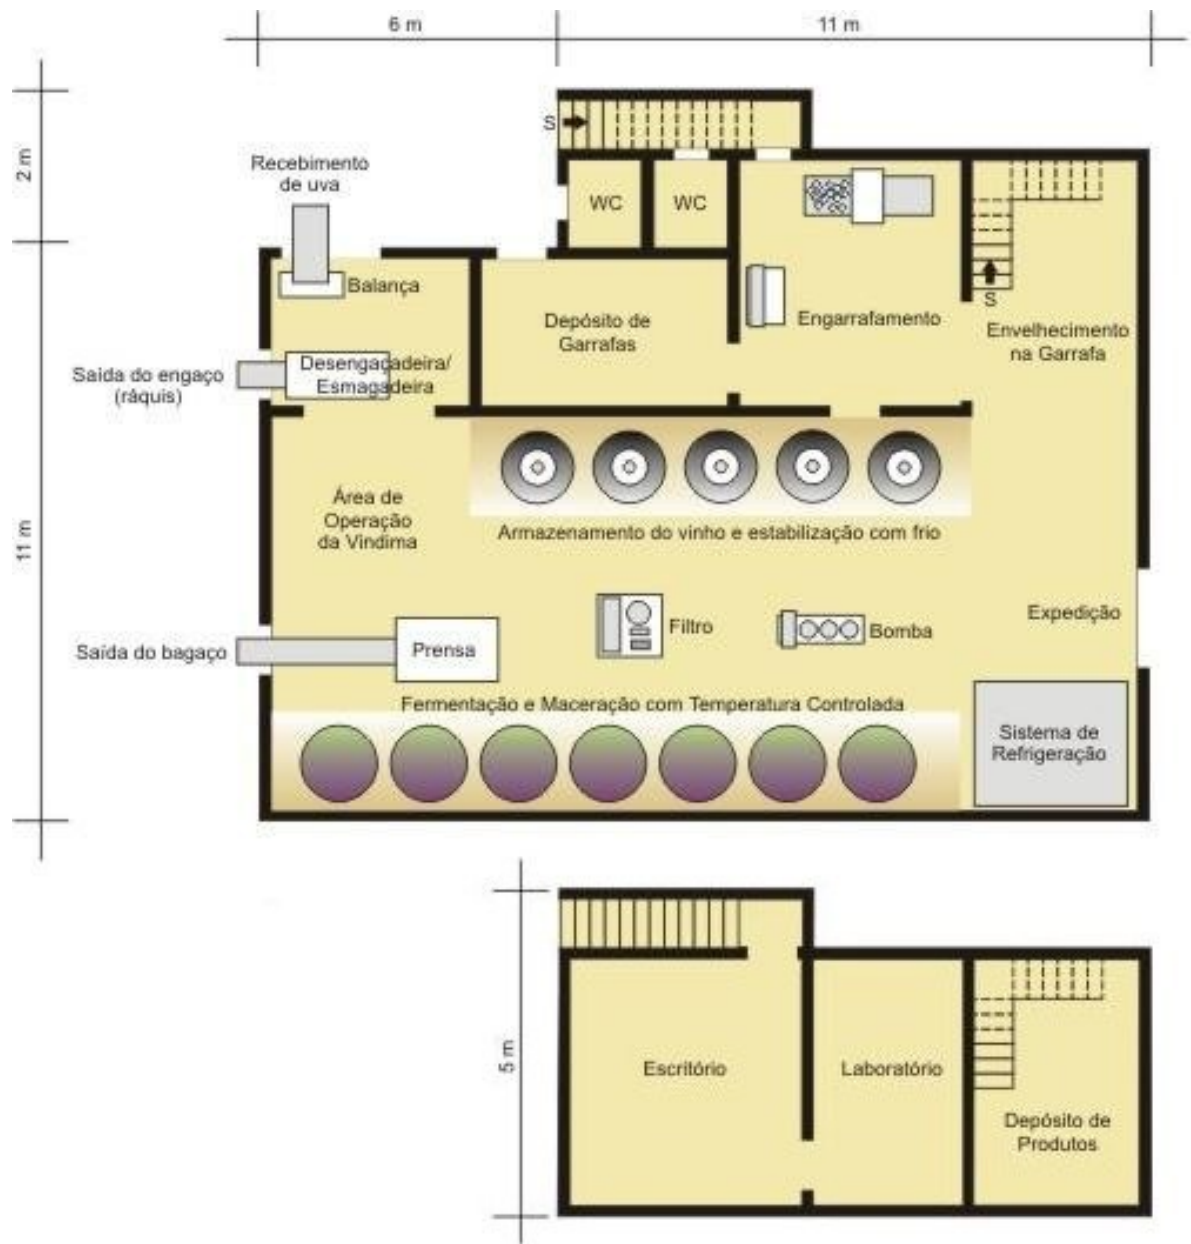 6 m
11 m
2 m
S
Recebimento
de uva
WC
WC
Balança
Depósito de
Garrafas
Engarrafamento
S
Envelhecimento
na Garrafa
Saída do engaço
(ráquis)
Desengaçadeira/
Esmagadeira
11 m
Área de
Operação
da Vindima
Armazenamento do vinho e estabilização com frio
Filtro
Bomba
Expedição
Saída do bagaço
Prensa
Fermentação e Maceração com Temperatura Controlada
Sistema de
Refrigeração
5 m
Escritório
Laboratório
Depósito de
Produtos